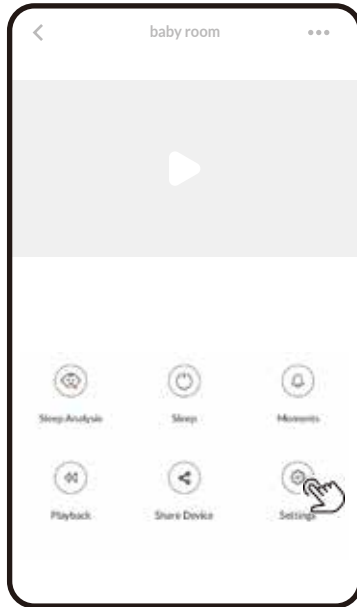 baby room
Sleep Analysis
Sleep
Moments
Playback
Share Device
Settings